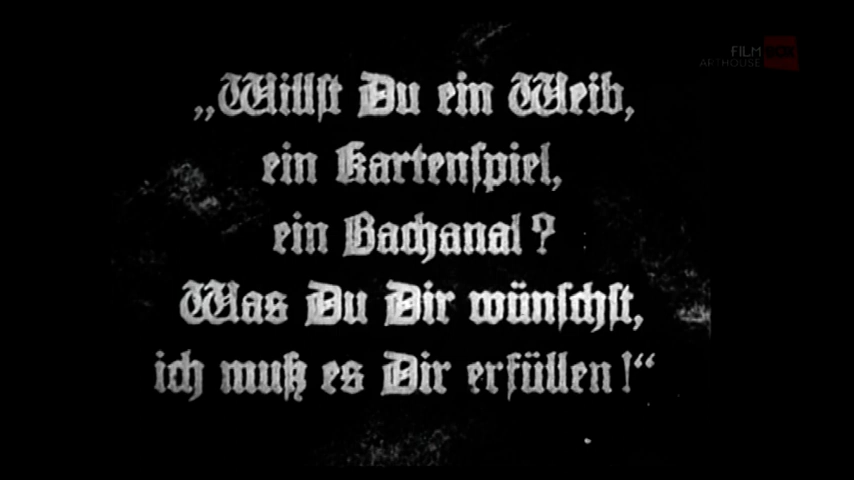 FILM BOX
ARTHOUSE
„Willst Du ein Weib,
ein Kartenspiel,
ein Bachanal?
Was Du Dir wünschst,
ich muß es Dir erfüllen!“